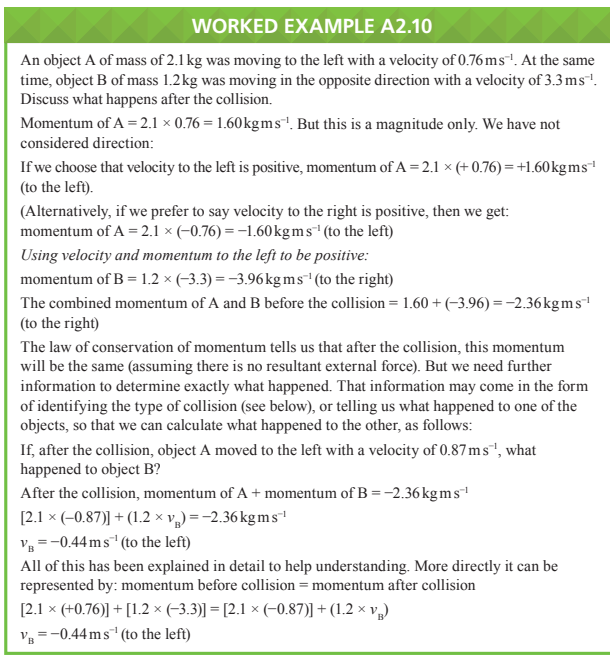 WORKED EXAMPLE A2.10
An object A of mass of 2.1 kg was moving to the left with a velocity of 0.76 m s⁻¹. At the same
time, object B of mass 1.2 kg was moving in the opposite direction with a velocity of 3.3 m s⁻¹.
Discuss what happens after the collision.
Momentum of A = 2.1 × 0.76 = 1.60 kg m s⁻¹. But this is a magnitude only. We have not
considered direction:
If we choose that velocity to the left is positive, momentum of A = 2.1 × (+ 0.76) = +1.60 kg m s⁻¹
(to the left).
(Alternatively, if we prefer to say velocity to the right is positive, then we get:
momentum of A = 2.1 × (−0.76) = −1.60 kg m s⁻¹ (to the left)
Using velocity and momentum to the left to be positive:
momentum of B = 1.2 × (−3.3) = −3.96 kg m s⁻¹ (to the right)
The combined momentum of A and B before the collision = 1.60 + (−3.96) = −2.36 kg m s⁻¹
(to the right)
The law of conservation of momentum tells us that after the collision, this momentum
will be the same (assuming there is no resultant external force). But we need further
information to determine exactly what happened. That information may come in the form
of identifying the type of collision (see below), or telling us what happened to one of the
objects, so that we can calculate what happened to the other, as follows:
If, after the collision, object A moved to the left with a velocity of 0.87 m s⁻¹, what
happened to object B?
After the collision, momentum of A + momentum of B = −2.36 kg m s⁻¹
[2.1 × (−0.87)] + (1.2 × v_B) = −2.36 kg m s⁻¹
v_B = −0.44 m s⁻¹ (to the left)
All of this has been explained in detail to help understanding. More directly it can be
represented by: momentum before collision = momentum after collision
[2.1 × (+0.76)] + [1.2 × (−3.3)] = [2.1 × (−0.87)] + (1.2 × v_B)
v_B = −0.44 m s⁻¹ (to the left)